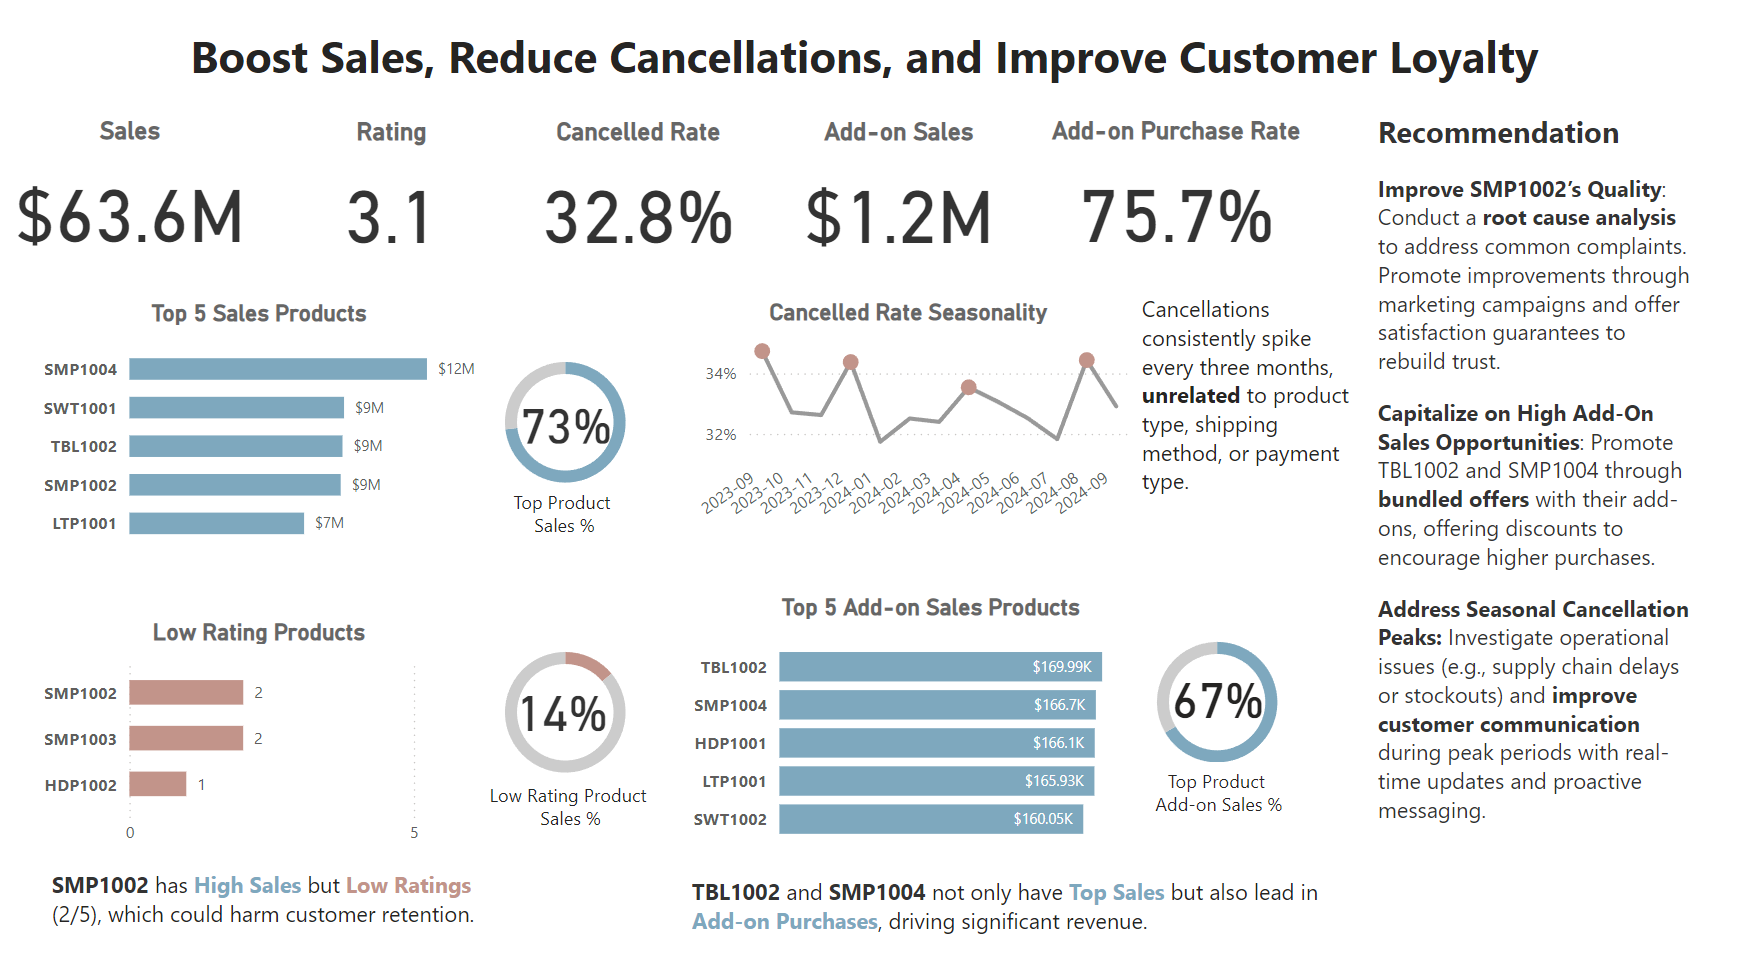 Boost Sales, Reduce Cancellations, and Improve Customer Loyalty
Sales
$63.6M
Rating
3.1
Cancelled Rate
32.8%
Add-on Sales
$1.2M
Add-on Purchase Rate
75.7%
Top 5 Sales Products
SMP1004 $12M
SWT1001 $9M
TBL1002 $9M
SMP1002 $9M
LTP1001 $7M
73%
Top Product
Sales %
Cancelled Rate Seasonality
34%
32%
2023-09
2023-10
2023-11
2023-12
2024-01
2024-02
2024-03
2024-04
2024-05
2024-06
2024-07
2024-08
2024-09
Cancellations
consistently spike
every three months,
unrelated to product
type, shipping
method, or payment
type.
Low Rating Products
SMP1002 2
SMP1003 2
HDP1002 1
0 5
14%
Low Rating Product
Sales %
SMP1002 has High Sales but Low Ratings
(2/5), which could harm customer retention.
Top 5 Add-on Sales Products
TBL1002 $169.99K
SMP1004 $166.7K
HDP1001 $166.1K
LTP1001 $165.93K
SWT1002 $160.05K
67%
Top Product
Add-on Sales %
TBL1002 and SMP1004 not only have Top Sales but also lead in
Add-on Purchases, driving significant revenue.
Recommendation
Improve SMP1002’s Quality:
Conduct a root cause analysis
to address common complaints.
Promote improvements through
marketing campaigns and offer
satisfaction guarantees to
rebuild trust.
Capitalize on High Add-On
Sales Opportunities: Promote
TBL1002 and SMP1004 through
bundled offers with their add-
ons, offering discounts to
encourage higher purchases.
Address Seasonal Cancellation
Peaks: Investigate operational
issues (e.g., supply chain delays
or stockouts) and improve
customer communication
during peak periods with real-
time updates and proactive
messaging.